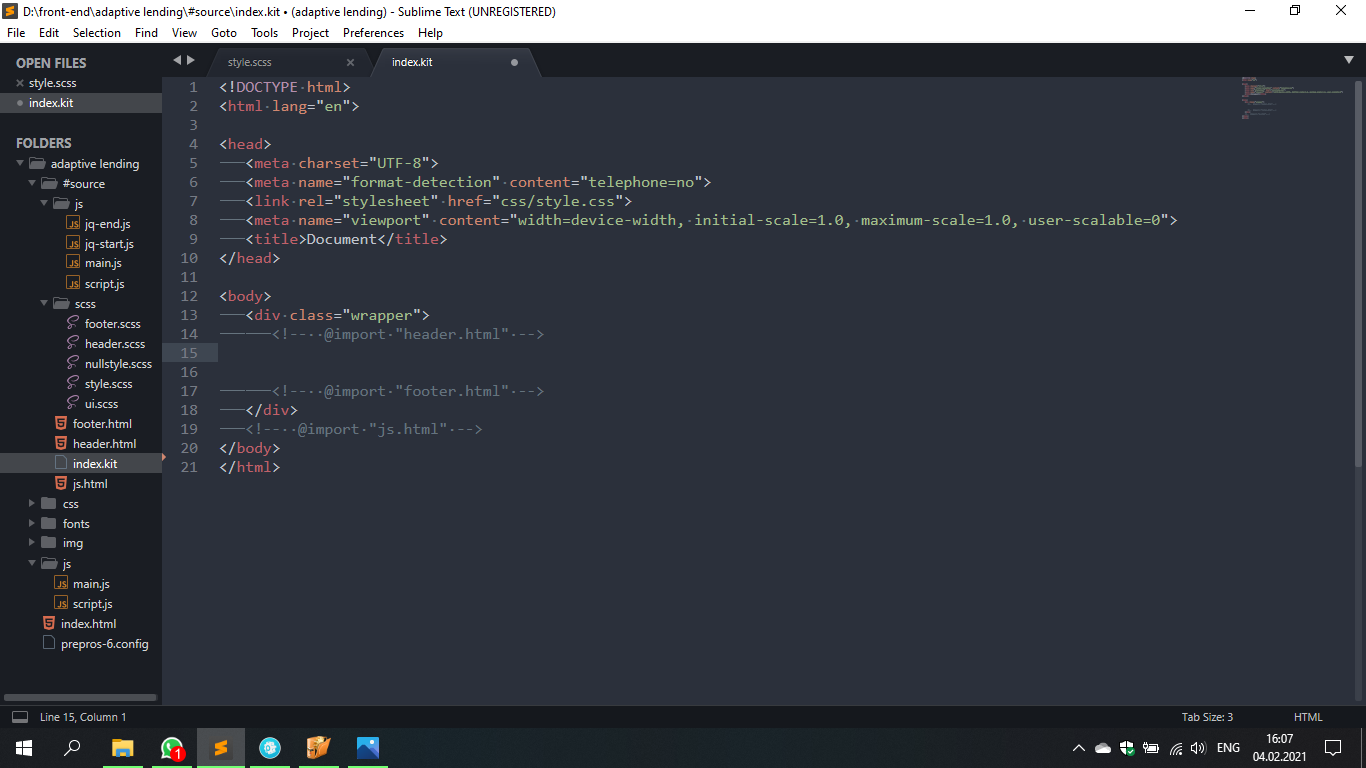 D:\front-end\adaptive lending\#source\index.kit • (adaptive lending) - Sublime Text (UNREGISTERED)
File Edit Selection Find View Goto Tools Project Preferences Help
OPEN FILES
style.scss
index.kit
FOLDERS
adaptive lending
#source
js
jq-end.js
jq-start.js
main.js
script.js
scss
footer.scss
header.scss
nullstyle.scss
style.scss
ui.scss
footer.html
header.html
index.kit
js.html
css
fonts
img
js
main.js
script.js
index.html
prepros-6.config
style.scss index.kit
1 <!DOCTYPE html>
2 <html lang="en">
3
4 <head>
5 <meta charset="UTF-8">
6 <meta name="format-detection" content="telephone=no">
7 <link rel="stylesheet" href="css/style.css">
8 <meta name="viewport" content="width=device-width, initial-scale=1.0, maximum-scale=1.0, user-scalable=0">
9 <title>Document</title>
10 </head>
11
12 <body>
13 <div class="wrapper">
14 <!-- @import "header.html" -->
15
16
17 <!-- @import "footer.html" -->
18 </div>
19 <!-- @import "js.html" -->
20 </body>
21 </html>
Line 15, Column 1 Tab Size: 3 HTML
1
ENG
16:07
04.02.2021